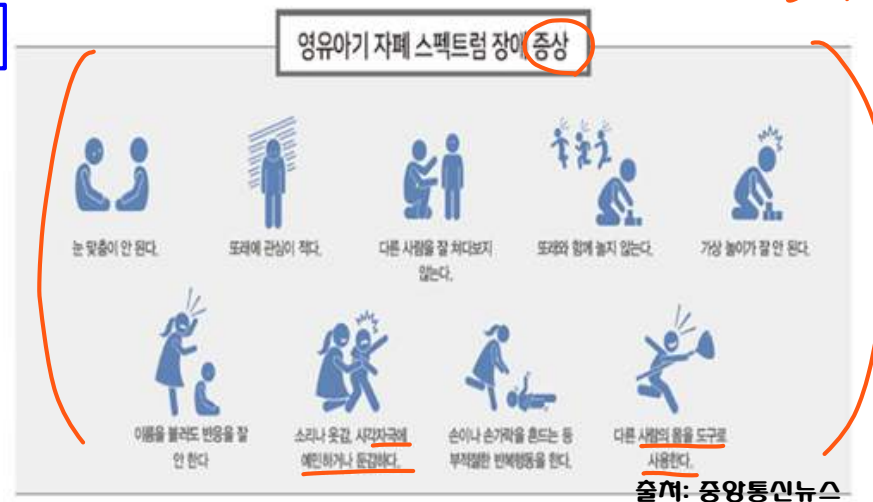 영유아기 자폐 스펙트럼 장애 증상
눈 맞춤이 안 된다.
또래에 관심이 적다.
다른 사람을 잘 쳐다보지
않는다.
또래와 함께 놀지 않는다.
가상 놀이가 잘 안 된다.
이름을 불러도 반응을 잘
안 한다
소리나 옷감, 시각자극에
예민하거나 둔감하다.
손이나 손가락을 흔드는 등
부적절한 반복행동을 한다.
다른 사람의 몸을 도구로
사용한다.
출처: 중앙통신뉴스